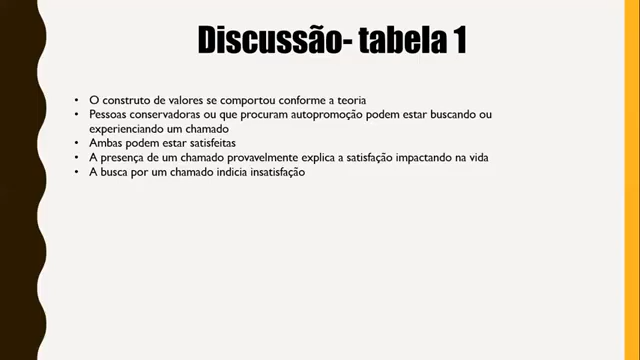 Discussão- tabela 1
• O construto de valores se comportou conforme a teoria
• Pessoas conservadoras ou que procuram autopromoção podem estar buscando ou
experienciando um chamado
• Ambas podem estar satisfeitas
• A presença de um chamado provavelmente explica a satisfação impactando na vida
• A busca por um chamado indicia insatisfação